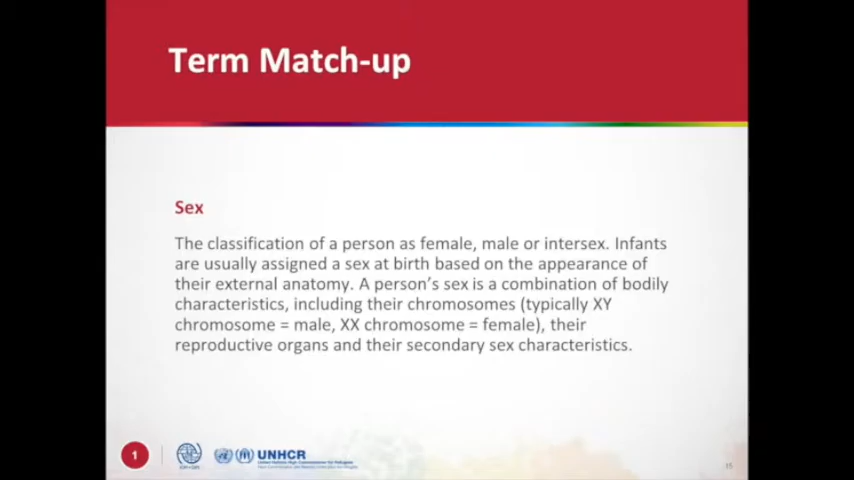 Term Match-up
Sex
The classification of a person as female, male or intersex. Infants
are usually assigned a sex at birth based on the appearance of
their external anatomy. A person's sex is a combination of bodily
characteristics, including their chromosomes (typically XY
chromosome = male, XX chromosome = female), their
reproductive organs and their secondary sex characteristics.
1
UNHCR
15